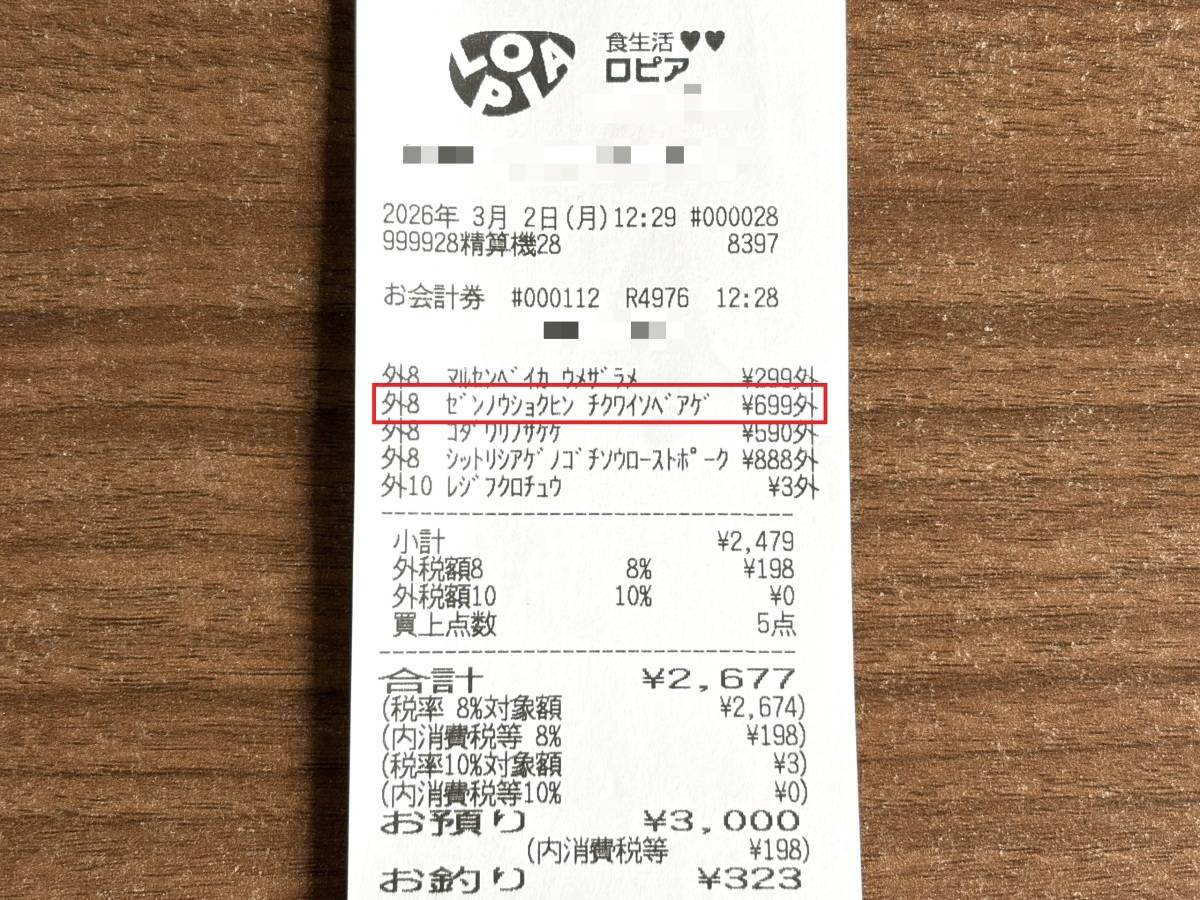 LOPIA
食生活♥♥
ロピア
2026年 3月 2日(月)12:29 #000028
999928精算機28 8397
お会計券 #000112 R4976 12:28
外8 マルセンベイカ ウメザラメ ¥299外
外8 ゼンノウショクヒン チクワイソベアゲ ¥699外
外8 コダワリノサケケ ¥590外
外8 シットリシアゲノゴチソウローストポーク ¥888外
外10 レジフクロチュウ ¥3外
小計 ¥2,479
外税額8 8% ¥198
外税額10 10% ¥0
買上点数 5点
合計 ¥2,677
(税率 8%対象額 ¥2,674)
(内消費税等 8% ¥198)
(税率10%対象額 ¥3)
(内消費税等10% ¥0)
お預り ¥3,000
(内消費税等 ¥198)
お釣り ¥323